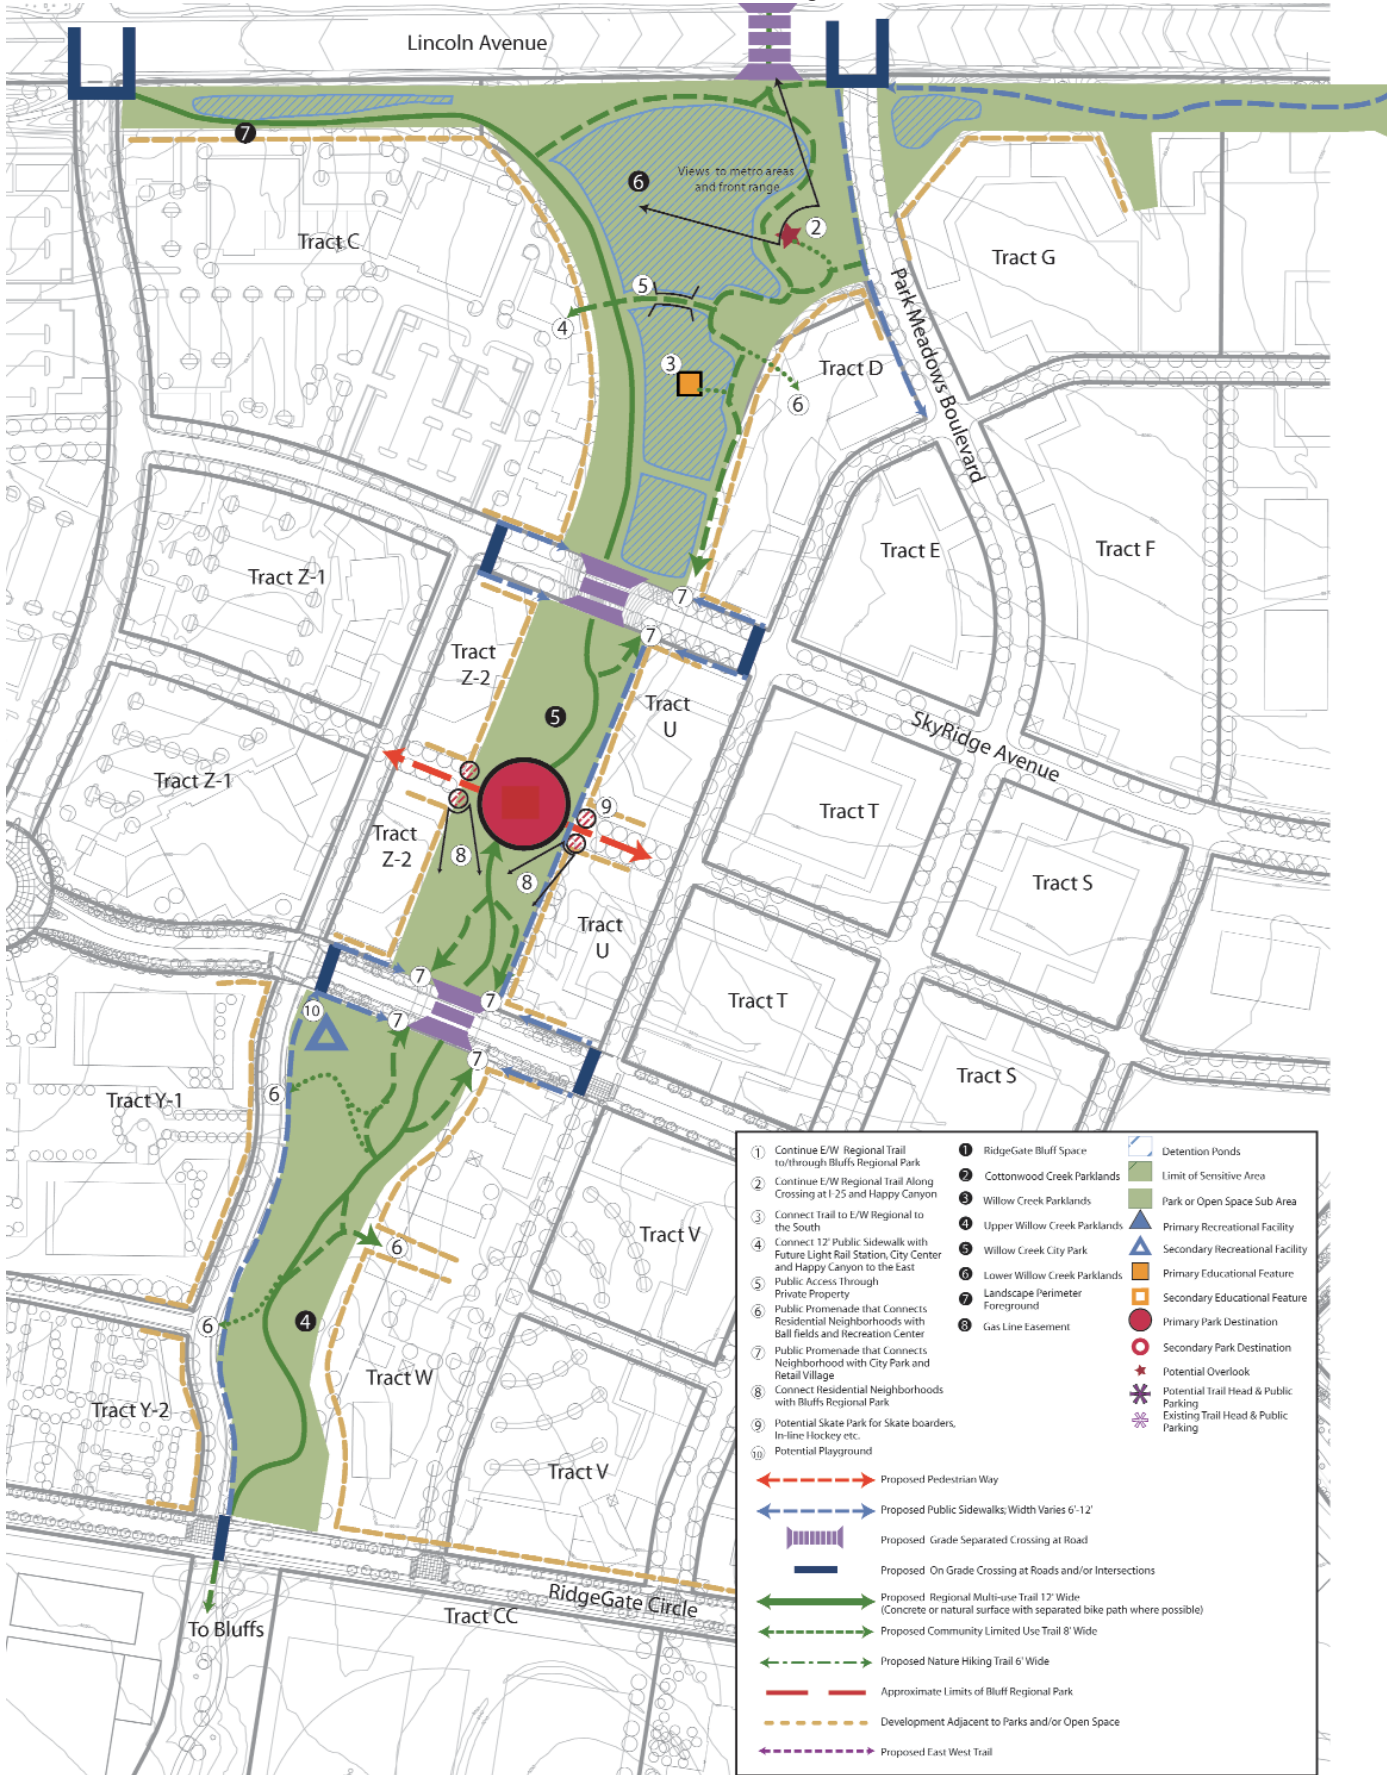 Lincoln Avenue
7
6
Views to metro areas
and front range
2
Tract C
Tract G
5
4
Park Meadows Boulevard
3
Tract D
6
Tract E
Tract F
Tract Z-1
7
7
Tract
Z-2
Tract
U
5
SkyRidge Avenue
Tract Z-1
9
Tract T
Tract
Z-2
8
8
Tract S
Tract
U
7
7
Tract T
10
7
7
Tract S
6
Tract Y-1
Tract V
6
4
6
Tract W
Tract Y-2
Tract V
RidgeGate Circle
Tract CC
To Bluffs
1 Continue E/W Regional Trail
to/through Bluffs Regional Park
2 Continue E/W Regional Trail Along
Crossing at I-25 and Happy Canyon
3 Connect Trail to E/W Regional to
the South
4 Connect 12' Public Sidewalk with
Future Light Rail Station, City Center
and Happy Canyon to the East
5 Public Access Through
Private Property
6 Public Promenade that Connects
Residential Neighborhoods with
Ball fields and Recreation Center
7 Public Promenade that Connects
Neighborhood with City Park and
Retail Village
8 Connect Residential Neighborhoods
with Bluffs Regional Park
9 Potential Skate Park for Skate boarders,
In-line Hockey etc.
10 Potential Playground
1 RidgeGate Bluff Space
2 Cottonwood Creek Parklands
3 Willow Creek Parklands
4 Upper Willow Creek Parklands
5 Willow Creek City Park
6 Lower Willow Creek Parklands
7 Landscape Perimeter
Foreground
8 Gas Line Easement
Detention Ponds
Limit of Sensitive Area
Park or Open Space Sub Area
Primary Recreational Facility
Secondary Recreational Facility
Primary Educational Feature
Secondary Educational Feature
Primary Park Destination
Secondary Park Destination
Potential Overlook
Potential Trail Head & Public
Parking
Existing Trail Head & Public
Parking
Proposed Pedestrian Way
Proposed Public Sidewalks; Width Varies 6'-12'
Proposed Grade Separated Crossing at Road
Proposed On Grade Crossing at Roads and/or Intersections
Proposed Regional Multi-use Trail 12' Wide
(Concrete or natural surface with separated bike path where possible)
Proposed Community Limited Use Trail 8' Wide
Proposed Nature Hiking Trail 6' Wide
Approximate Limits of Bluff Regional Park
Development Adjacent to Parks and/or Open Space
Proposed East West Trail